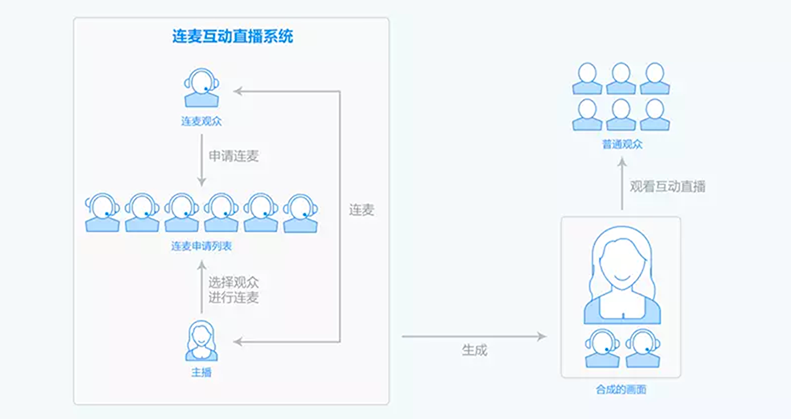 连麦互动直播系统
连麦观众
申请连麦
连麦申请列表
连麦
选择观众
进行连麦
主播
生成
普通观众
观看互动直播
合成的画面